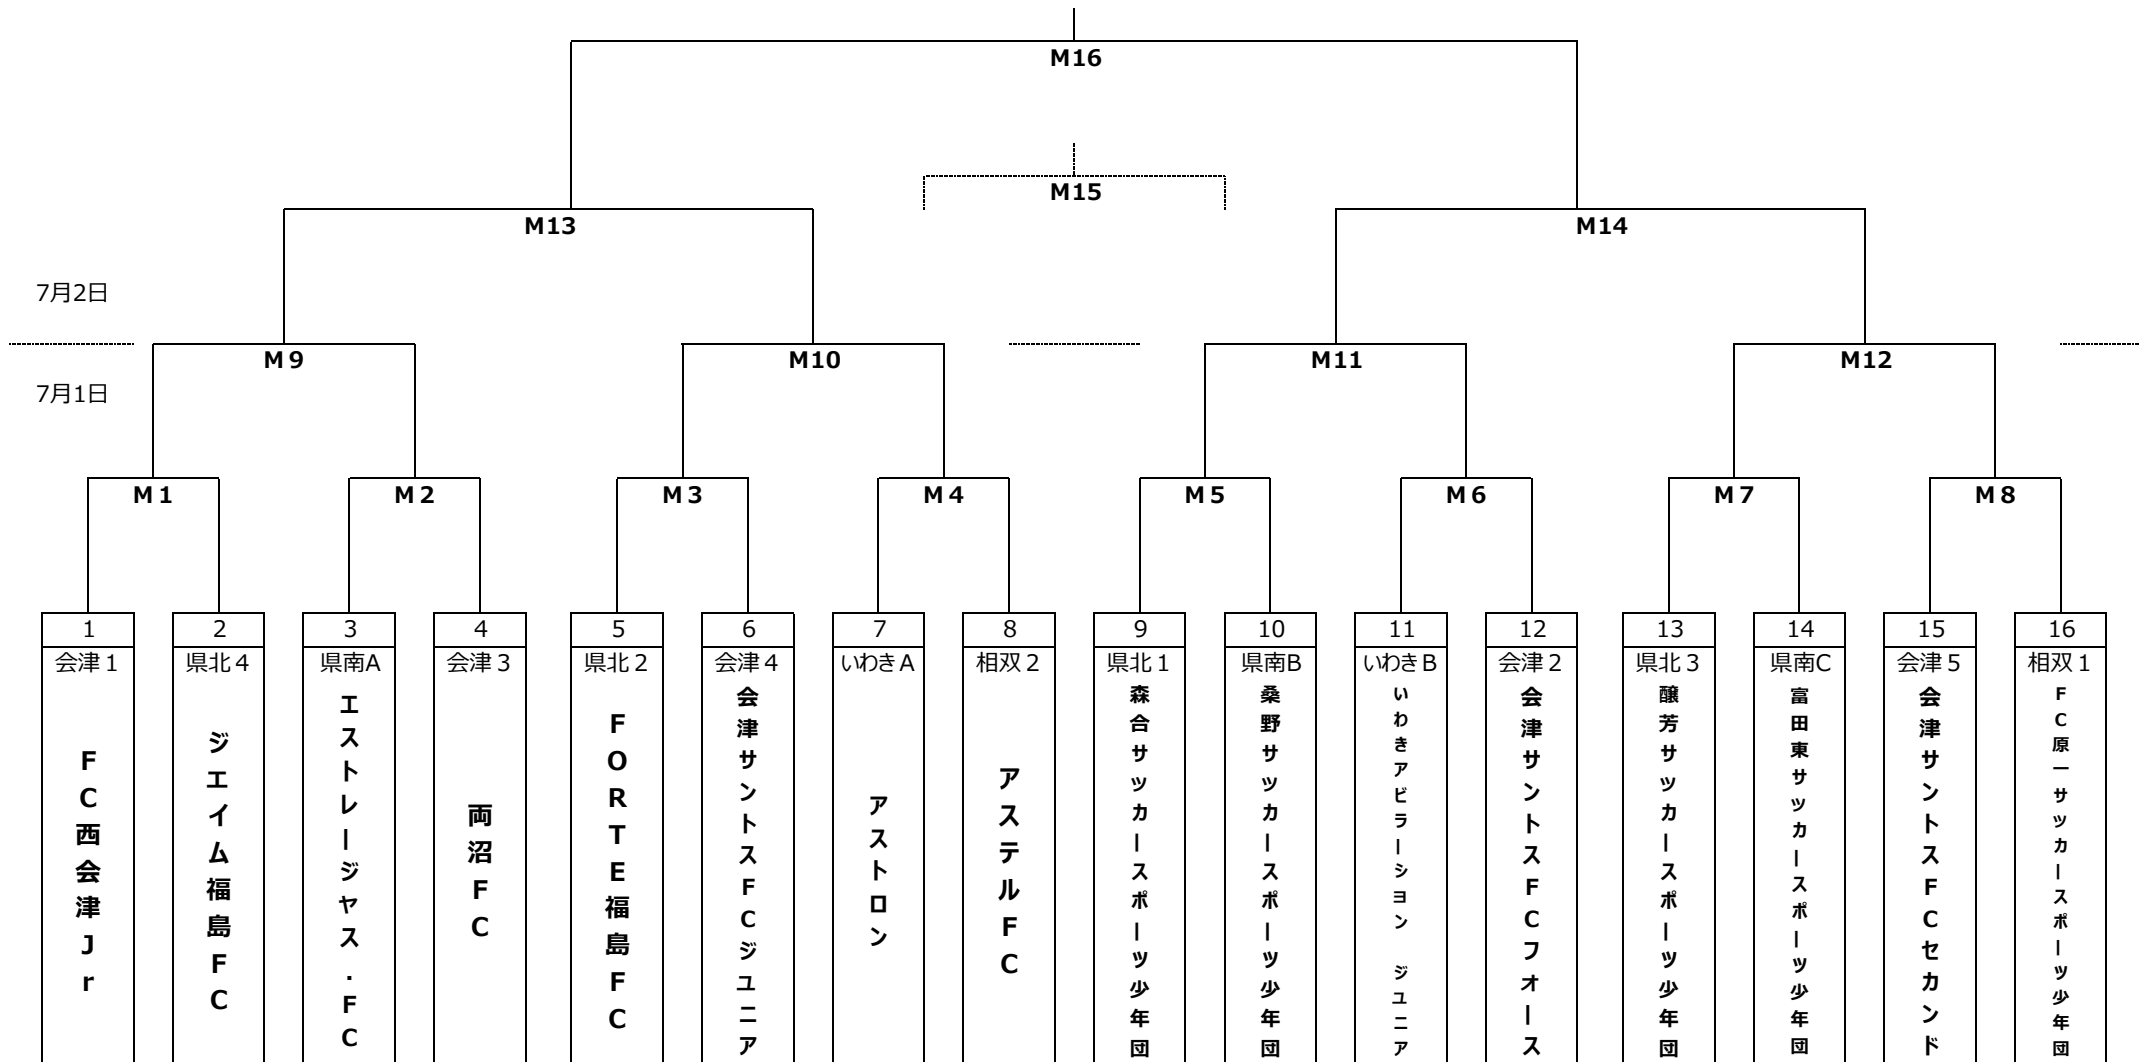 M16
M15
M13
M14
7月2日
M９
M10
M11
M12
7月1日
M１
M２
M３
M４
M５
M６
M７
M８
1
2
3
4
5
6
7
8
9
10
11
12
13
14
15
16
会津１
県北４
県南A
会津３
県北２
会津４
いわきA
相双２
県北１
県南B
いわきB
会津２
県北３
県南C
会津５
相双１
FC西会津Jr
ジエイム福島FC
エストレージヤス.FC
両沼FC
FORTE福島FC
会津サントスFCジユニア
アストロン
アステルFC
森合サッカースポーツ少年団
桑野サッカースポーツ少年団
いわきアビラーシヨン　ジユニア
会津サントスFCフオース
醸芳サッカースポーツ少年団
富田東サッカースポーツ少年団
会津サントスFCセカンド
FC原一サッカースポーツ少年団